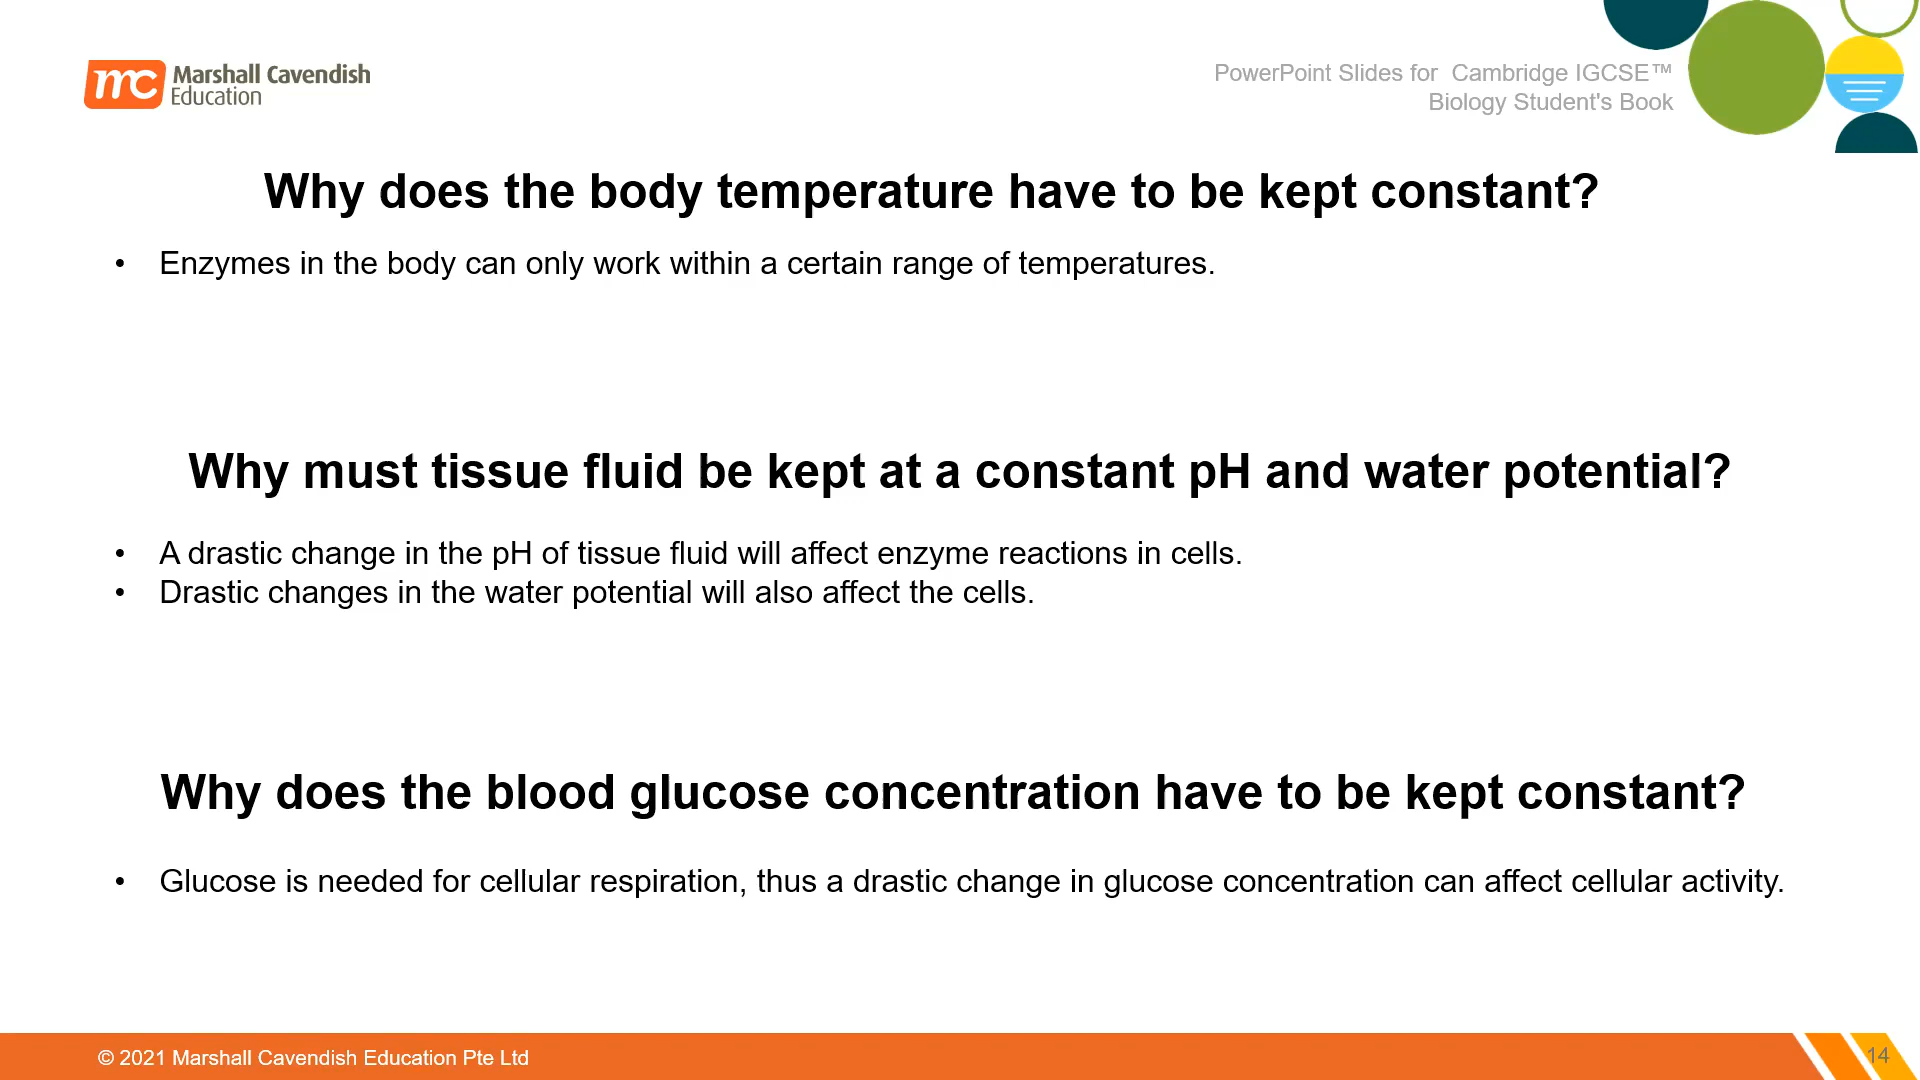 mc Marshall Cavendish
Education
PowerPoint Slides for  Cambridge IGCSE™
Biology Student's Book
Why does the body temperature have to be kept constant?
• Enzymes in the body can only work within a certain range of temperatures.
Why must tissue fluid be kept at a constant pH and water potential?
• A drastic change in the pH of tissue fluid will affect enzyme reactions in cells.
• Drastic changes in the water potential will also affect the cells.
Why does the blood glucose concentration have to be kept constant?
• Glucose is needed for cellular respiration, thus a drastic change in glucose concentration can affect cellular activity.
© 2021 Marshall Cavendish Education Pte Ltd
14